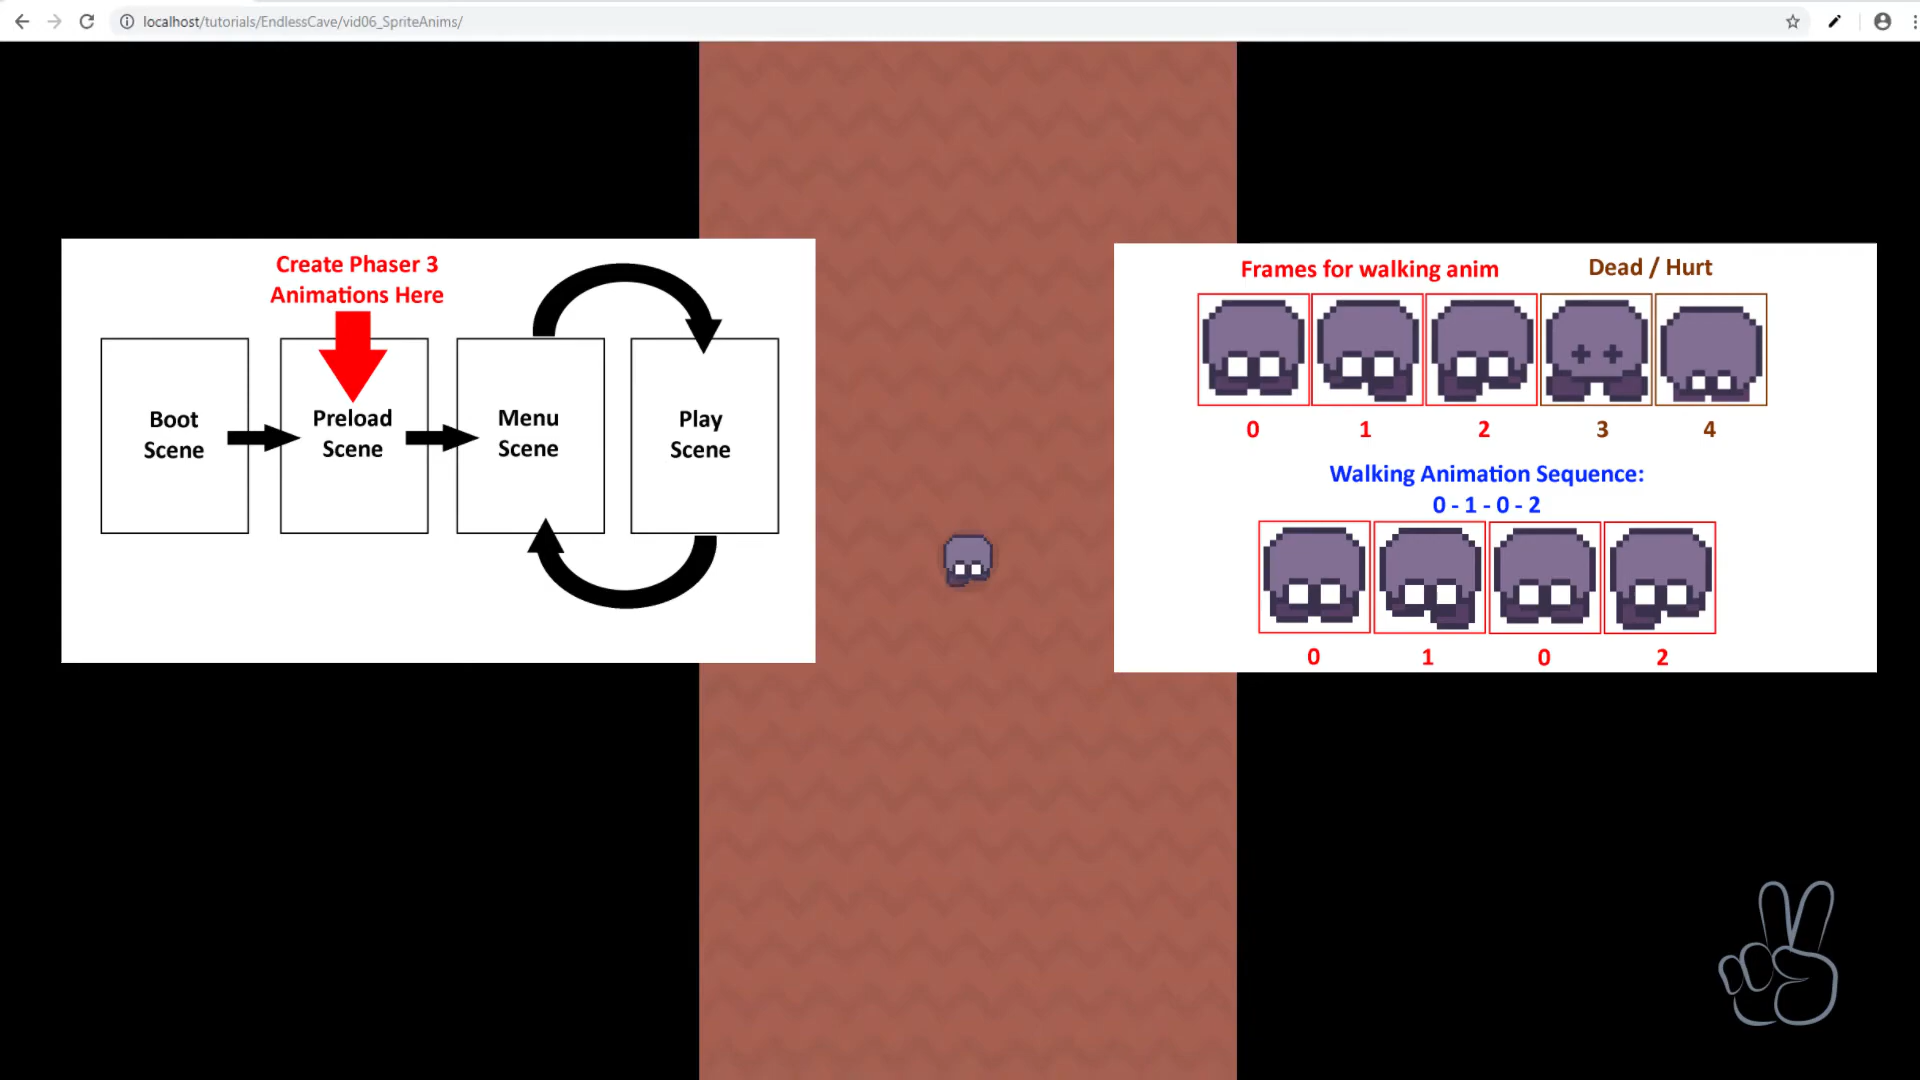 localhost/tutorials/EndlessCave/vid06_SpriteAnims/
Create Phaser 3
Animations Here
Boot
Scene
Preload
Scene
Menu
Scene
Play
Scene
Frames for walking anim
Dead / Hurt
0 1 2 3 4
Walking Animation Sequence:
0 - 1 - 0 - 2
0 1 0 2